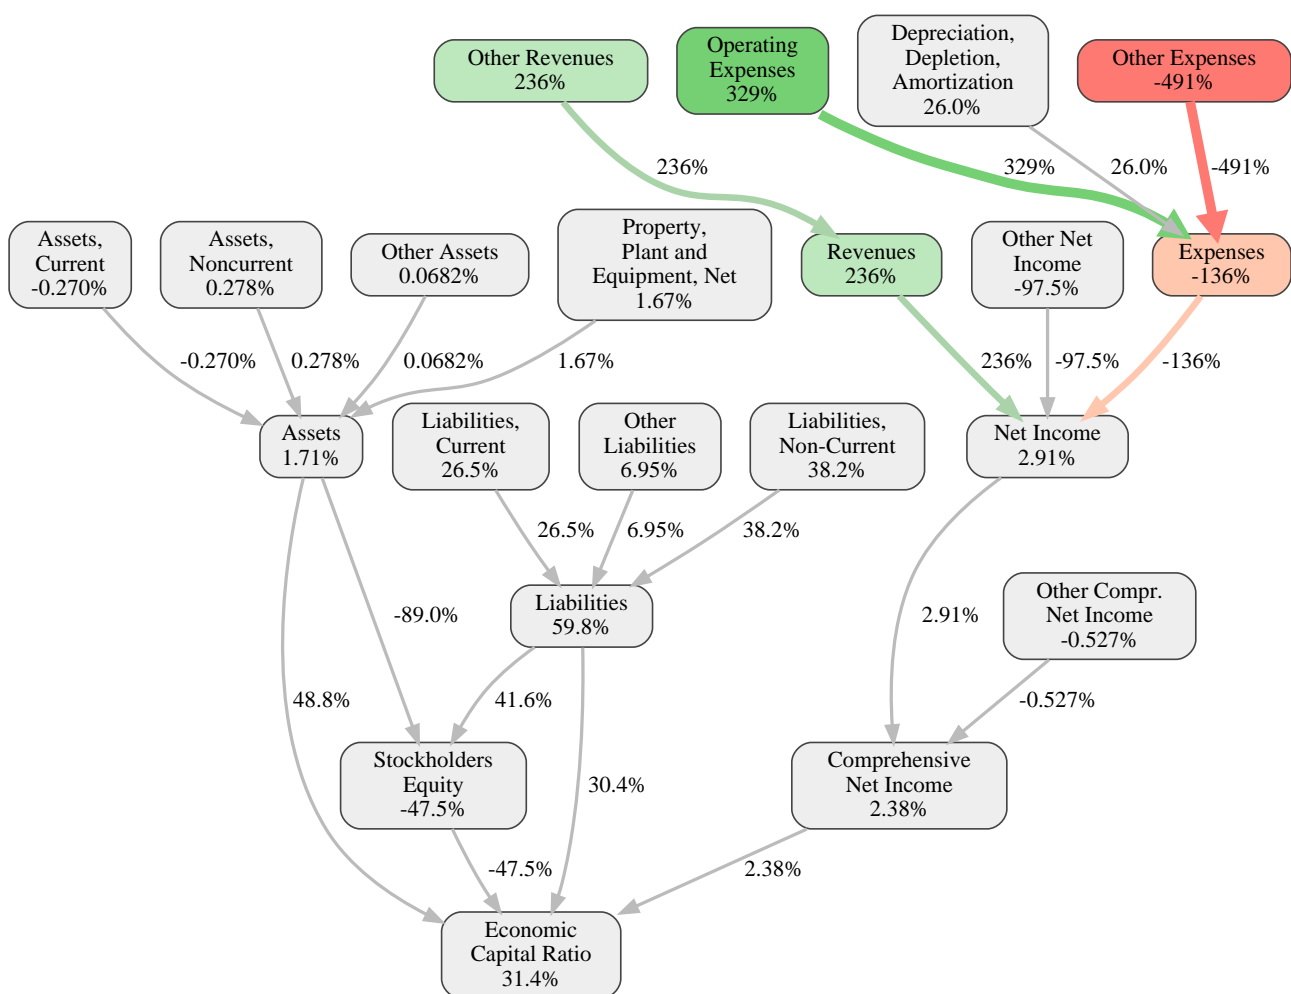 Other Revenues
236%
Operating
Expenses
329%
Depreciation,
Depletion,
Amortization
26.0%
Other Expenses
-491%
236%
329%
26.0%
-491%
Assets,
Current
-0.270%
Assets,
Noncurrent
0.278%
Other Assets
0.0682%
Property,
Plant and
Equipment, Net
1.67%
Revenues
236%
Other Net
Income
-97.5%
Expenses
-136%
-0.270%
0.278%
0.0682%
1.67%
236%
-97.5%
-136%
Assets
1.71%
Liabilities,
Current
26.5%
Other
Liabilities
6.95%
Liabilities,
Non-Current
38.2%
Net Income
2.91%
26.5%
6.95%
38.2%
Liabilities
59.8%
Other Compr.
Net Income
-0.527%
-89.0%
2.91%
48.8%
41.6%
-0.527%
Stockholders
Equity
-47.5%
30.4%
Comprehensive
Net Income
2.38%
-47.5%
2.38%
Economic
Capital Ratio
31.4%